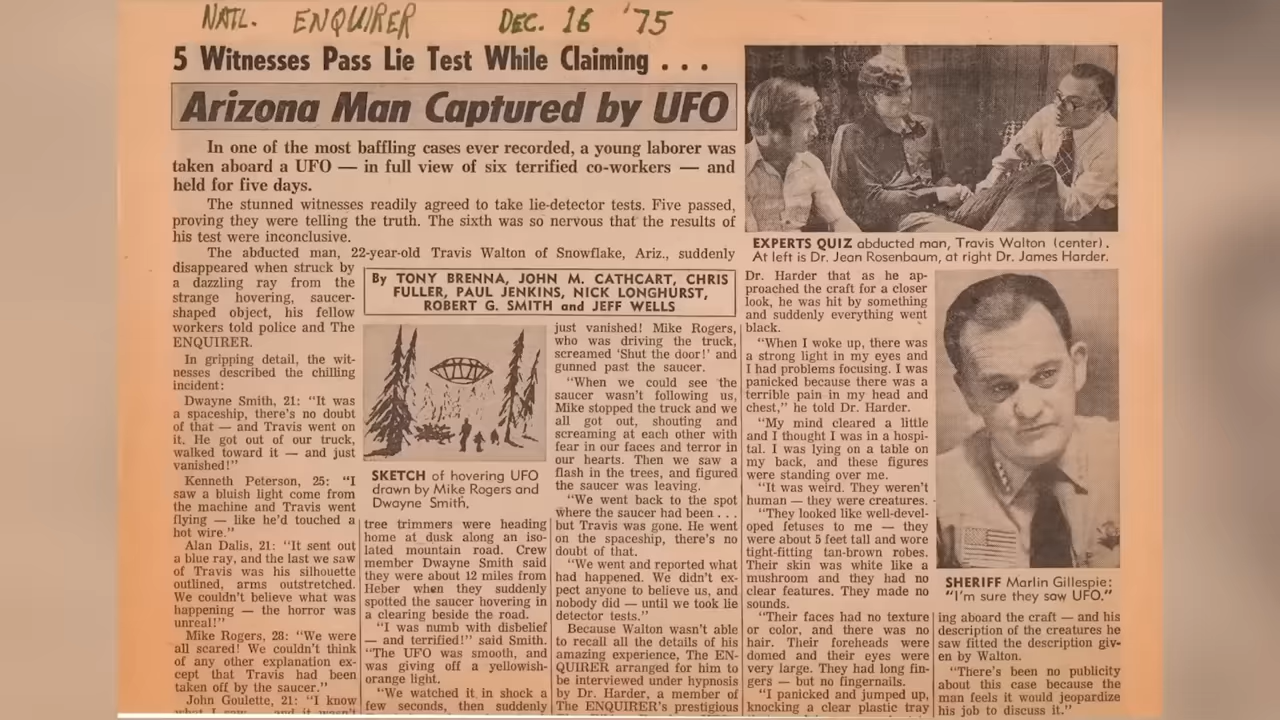 NATL. ENQUIRER DEC. 16 '75
5 Witnesses Pass Lie Test While Claiming . . .
Arizona Man Captured by UFO
In one of the most baffling cases ever recorded, a young laborer was
taken aboard a UFO — in full view of six terrified co-workers — and
held for five days.
The stunned witnesses readily agreed to take lie-detector tests. Five passed,
proving they were telling the truth. The sixth was so nervous that the results of
his test were inconclusive.
The abducted man, 22-year-old Travis Walton of Snowflake, Ariz., suddenly
disappeared when struck by
a dazzling ray from the
strange hovering, saucer-
shaped object, his fellow
workers told police and The
ENQUIRER.
In gripping detail, the wit-
nesses described the chilling
incident:
Dwayne Smith, 21: "It was
a spaceship, there's no doubt
of that — and Travis went on
it. He got out of our truck,
walked toward it — and just
vanished!"
Kenneth Peterson, 25: "I
saw a bluish light come from
the machine and Travis went
flying — like he'd touched a
hot wire."
Alan Dalis, 21: "It sent out
a blue ray, and the last we saw
of Travis was his silhouette
outlined, arms outstretched.
We couldn't believe what was
happening — the horror was
unreal!"
Mike Rogers, 28: "We were
all scared! We couldn't think
of any other explanation ex-
cept that Travis had been
taken off by the saucer."
John Goulette, 21: "I know
By TONY BRENNA, JOHN M. CATHCART, CHRIS
FULLER, PAUL JENKINS, NICK LONGHURST,
ROBERT G. SMITH and JEFF WELLS
SKETCH of hovering UFO
drawn by Mike Rogers and
Dwayne Smith.
tree trimmers were heading
home at dusk along an iso-
lated mountain road. Crew
member Dwayne Smith said
they were about 12 miles from
Heber when they suddenly
spotted the saucer hovering in
a clearing beside the road.
"I was numb with disbelief
— and terrified!" said Smith.
"The UFO was smooth, and
was giving off a yellowish-
orange light.
"We watched it in shock a
few seconds, then suddenly
just vanished! Mike Rogers,
who was driving the truck,
screamed 'Shut the door!' and
gunned past the saucer.
"When we could see the
saucer wasn't following us,
Mike stopped the truck and we
all got out, shouting and
screaming at each other with
fear in our faces and terror in
our hearts. Then we saw a
flash in the trees, and figured
the saucer was leaving.
"We went back to the spot
where the saucer had been . . .
but Travis was gone. He went
on the spaceship, there's no
doubt of that.
"We went and reported what
had happened. We didn't ex-
pect anyone to believe us, and
nobody did — until we took lie
detector tests."
Because Walton wasn't able
to recall all the details of his
amazing experience, The EN-
QUIRER arranged for him to
be interviewed under hypnosis
by Dr. Harder, a member of
The ENQUIRER's prestigious
EXPERTS QUIZ abducted man, Travis Walton (center).
At left is Dr. Jean Rosenbaum, at right Dr. James Harder.
Dr. Harder that as he ap-
proached the craft for a closer
look, he was hit by something
and suddenly everything went
black.
"When I woke up, there was
a strong light in my eyes and
I had problems focusing. I was
panicked because there was a
terrible pain in my head and
chest," he told Dr. Harder.
"My mind cleared a little
and I thought I was in a hospi-
tal. I was lying on a table on
my back, and these figures
were standing over me.
"It was weird. They weren't
human — they were creatures.
"They looked like well-devel-
oped fetuses to me — they
were about 5 feet tall and wore
tight-fitting tan-brown robes.
Their skin was white like a
mushroom and they had no
clear features. They made no
sounds.
"Their faces had no texture
or color, and there was no
hair. Their foreheads were
domed and their eyes were
very large. They had long fin-
gers — but no fingernails.
"I panicked and jumped up,
knocking a clear plastic tray
SHERIFF Marlin Gillespie:
"I'm sure they saw UFO."
ing aboard the craft — and his
description of the creatures he
saw fitted the description giv-
en by Walton.
"There's been no publicity
about this case because the
man feels it would jeopardize
his job to discuss it."